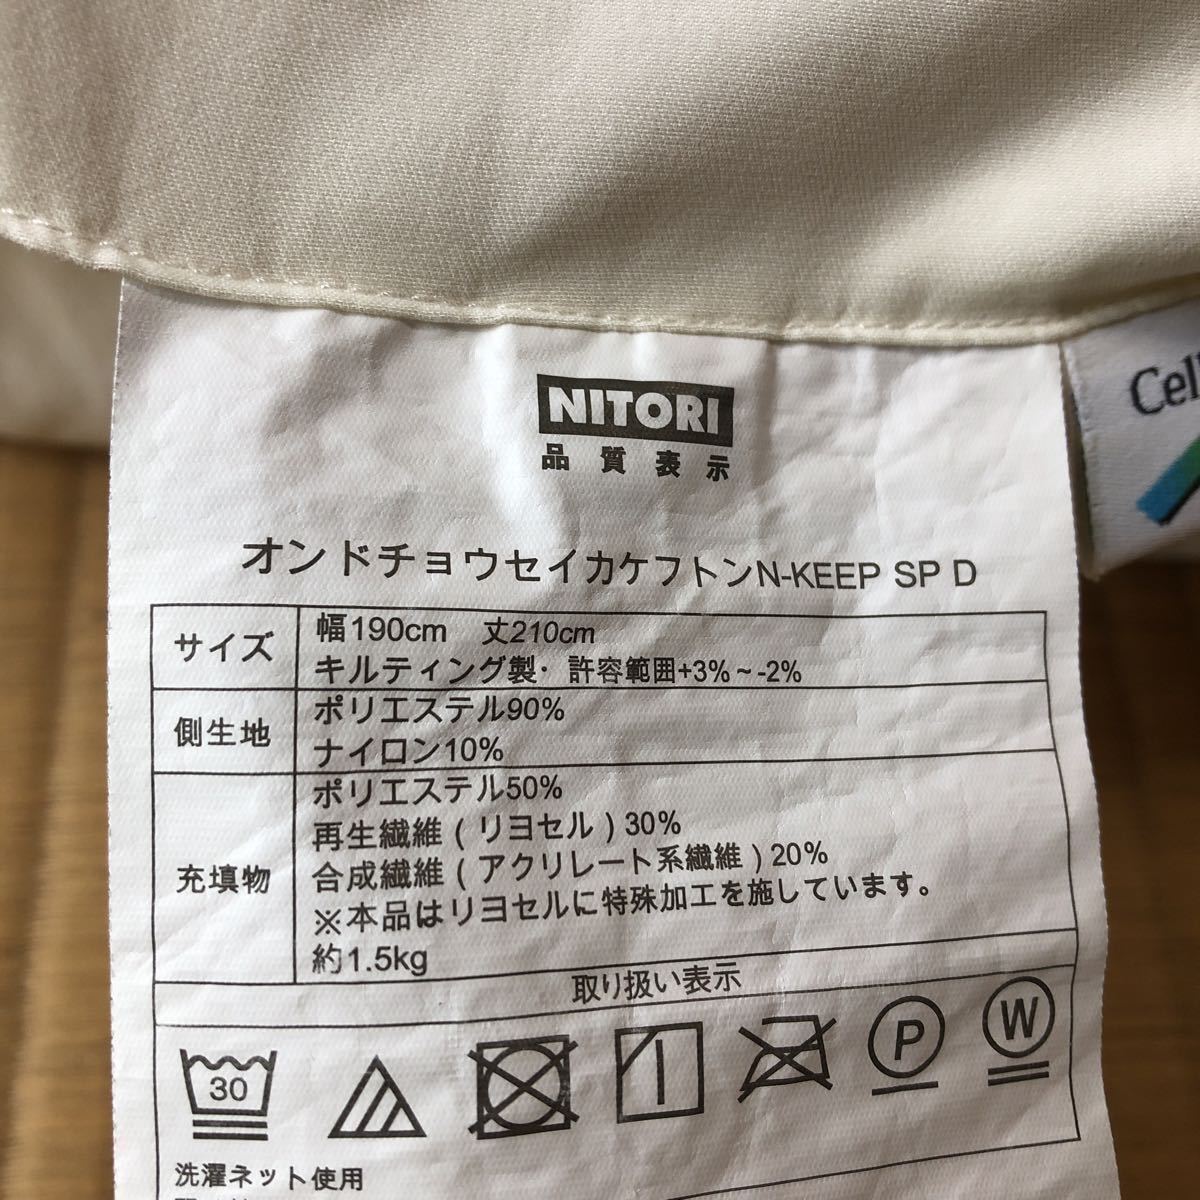 NITORI
品質表示
Cell
オンドチョウセイカケフトンN-KEEP SP D
サイズ
幅190cm 丈210cm
キルティング製・許容範囲+3%～-2%
側生地
ポリエステル90%
ナイロン10%
充填物
ポリエステル50%
再生繊維(リヨセル)30%
合成繊維(アクリレート系繊維)20%
※本品はリヨセルに特殊加工を施しています。
約1.5kg
取り扱い表示
30
P
W
洗濯ネット使用